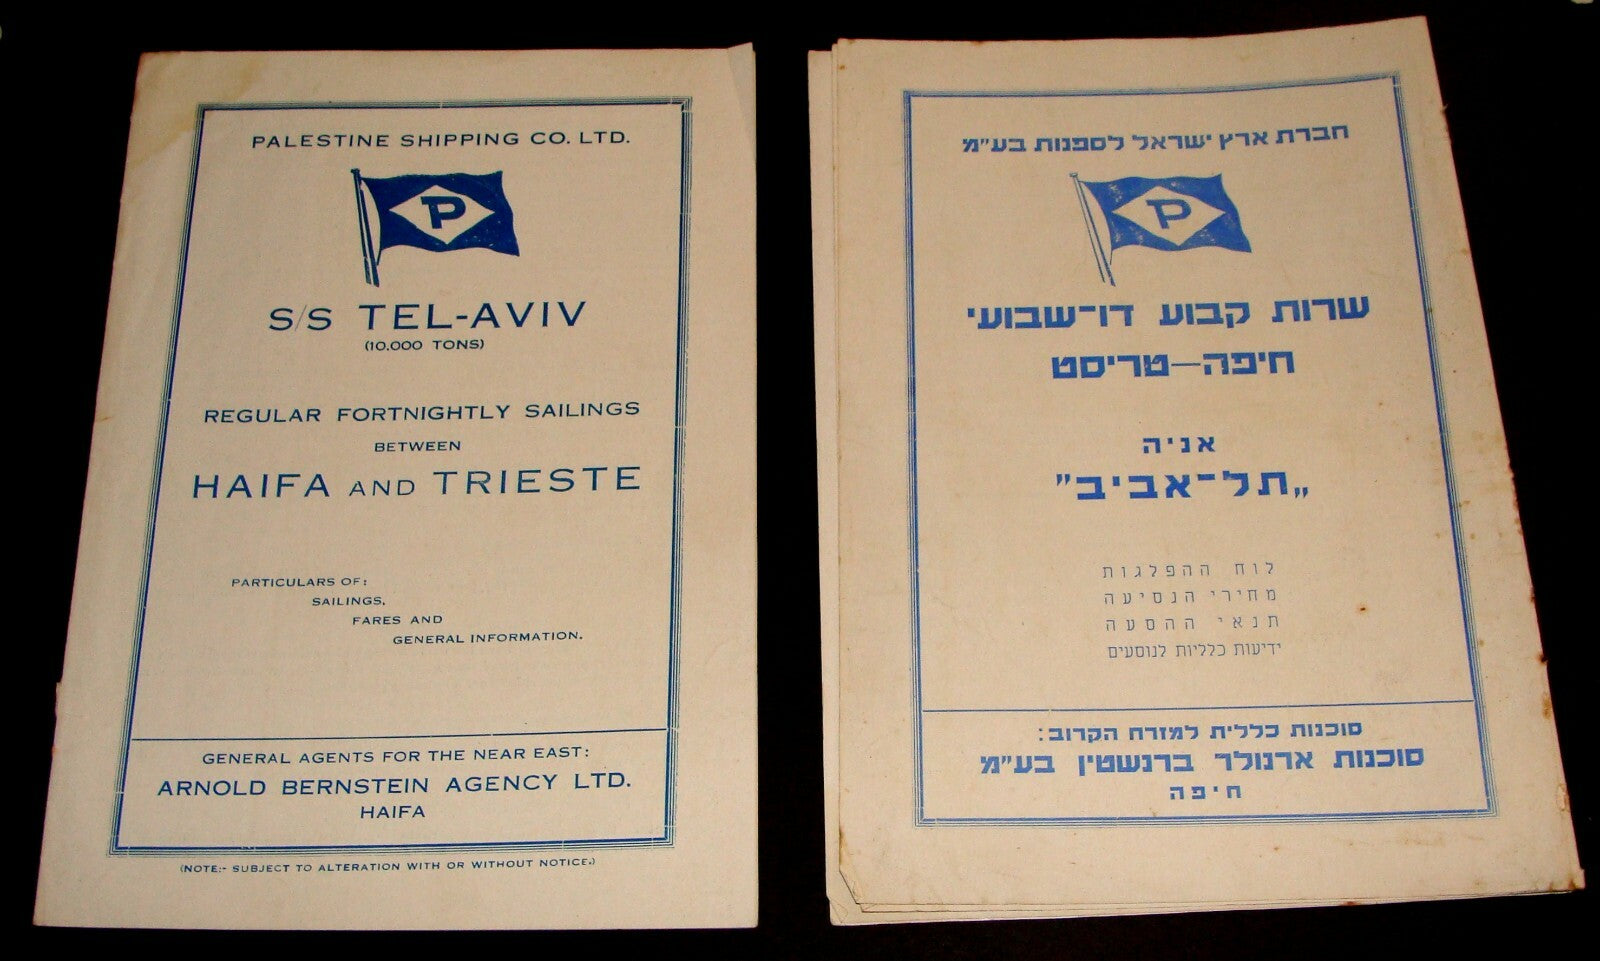 PALESTINE SHIPPING CO. LTD.
P
S/S TEL-AVIV
(10.000 TONS)
REGULAR FORTNIGHTLY SAILINGS
BETWEEN
HAIFA AND TRIESTE
PARTICULARS OF:
SAILINGS,
FARES AND
GENERAL INFORMATION.
GENERAL AGENTS FOR THE NEAR EAST:
ARNOLD BERNSTEIN AGENCY LTD.
HAIFA
(NOTE:- SUBJECT TO ALTERATION WITH OR WITHOUT NOTICE.)
חברת ארץ ישראל לספנות בע"מ
P
שרות קבוע דו־שבועי
חיפה—טריסט
אניה
„תל־אביב"
לוח ההפלגות
מחירי הנסיעה
תנאי ההסעה
ידיעות כלליות לנוסעים
סוכנות כללית למזרח הקרוב:
סוכנות ארנולד ברנשטין בע"מ
חיפה